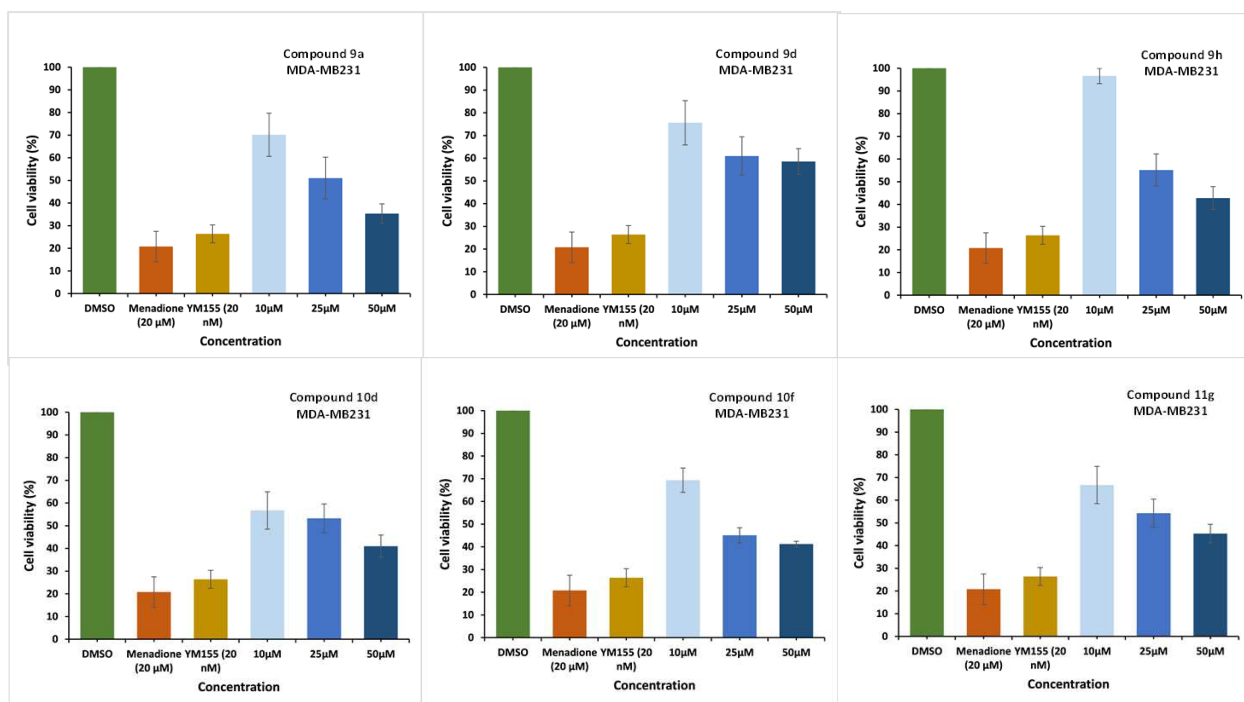 Compound 9a
MDA-MB231
Cell viability (%)
100
90
80
70
60
50
40
30
20
10
0
DMSO
Menadione
(20 µM)
YM155 (20
nM)
10µM
25µM
50µM
Concentration
Compound 9d
MDA-MB231
Cell viability (%)
100
90
80
70
60
50
40
30
20
10
0
DMSO
Menadione
(20 µM)
YM155 (20
nM)
10µM
25µM
50µM
Concentration
Compound 9h
MDA-MB231
Cell viability (%)
100
90
80
70
60
50
40
30
20
10
0
DMSO
Menadione
(20 µM)
YM155 (20
nM)
10µM
25µM
50µM
Concentration
Compound 10d
MDA-MB231
Cell viability (%)
100
90
80
70
60
50
40
30
20
10
0
DMSO
Menadione
(20 µM)
YM155 (20
nM)
10µM
25µM
50µM
Concentration
Compound 10f
MDA-MB231
Cell viability (%)
100
90
80
70
60
50
40
30
20
10
0
DMSO
Menadione
(20 µM)
YM155 (20
nM)
10µM
25µM
50µM
Concentration
Compound 11g
MDA-MB231
Cell viability (%)
100
90
80
70
60
50
40
30
20
10
0
DMSO
Menadione
(20 µM)
YM155 (20
nM)
10µM
25µM
50µM
Concentration